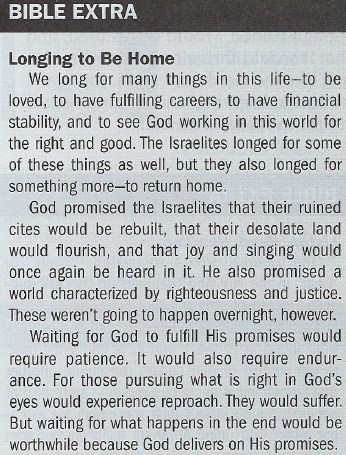 BIBLE EXTRA
Longing to Be Home
We long for many things in this life—to be
loved, to have fulfilling careers, to have financial
stability, and to see God working in this world for
the right and good. The Israelites longed for some
of these things as well, but they also longed for
something more—to return home.
God promised the Israelites that their ruined
cites would be rebuilt, that their desolate land
would flourish, and that joy and singing would
once again be heard in it. He also promised a
world characterized by righteousness and justice.
These weren't going to happen overnight, however.
Waiting for God to fulfill His promises would
require patience. It would also require endur-
ance. For those pursuing what is right in God's
eyes would experience reproach. They would suffer.
But waiting for what happens in the end would be
worthwhile because God delivers on His promises.